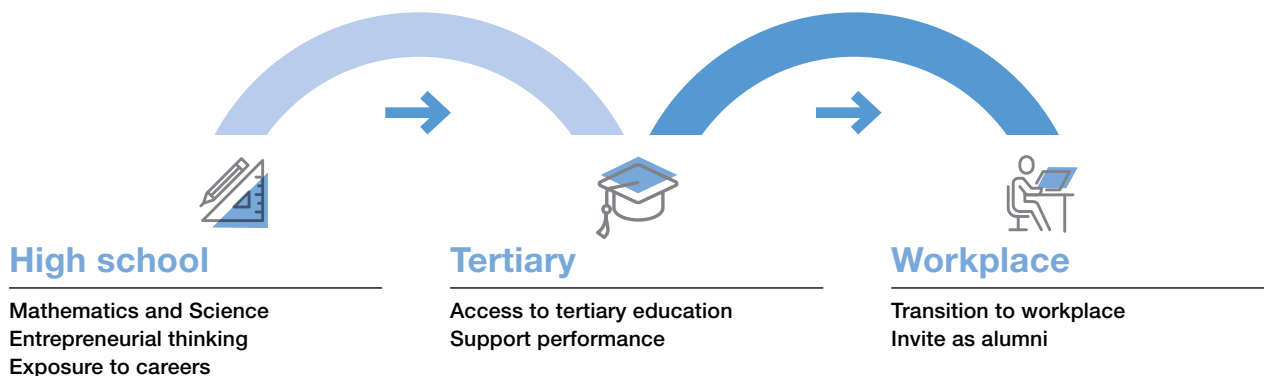 High school
Mathematics and Science
Entrepreneurial thinking
Exposure to careers
Tertiary
Access to tertiary education
Support performance
Workplace
Transition to workplace
Invite as alumni